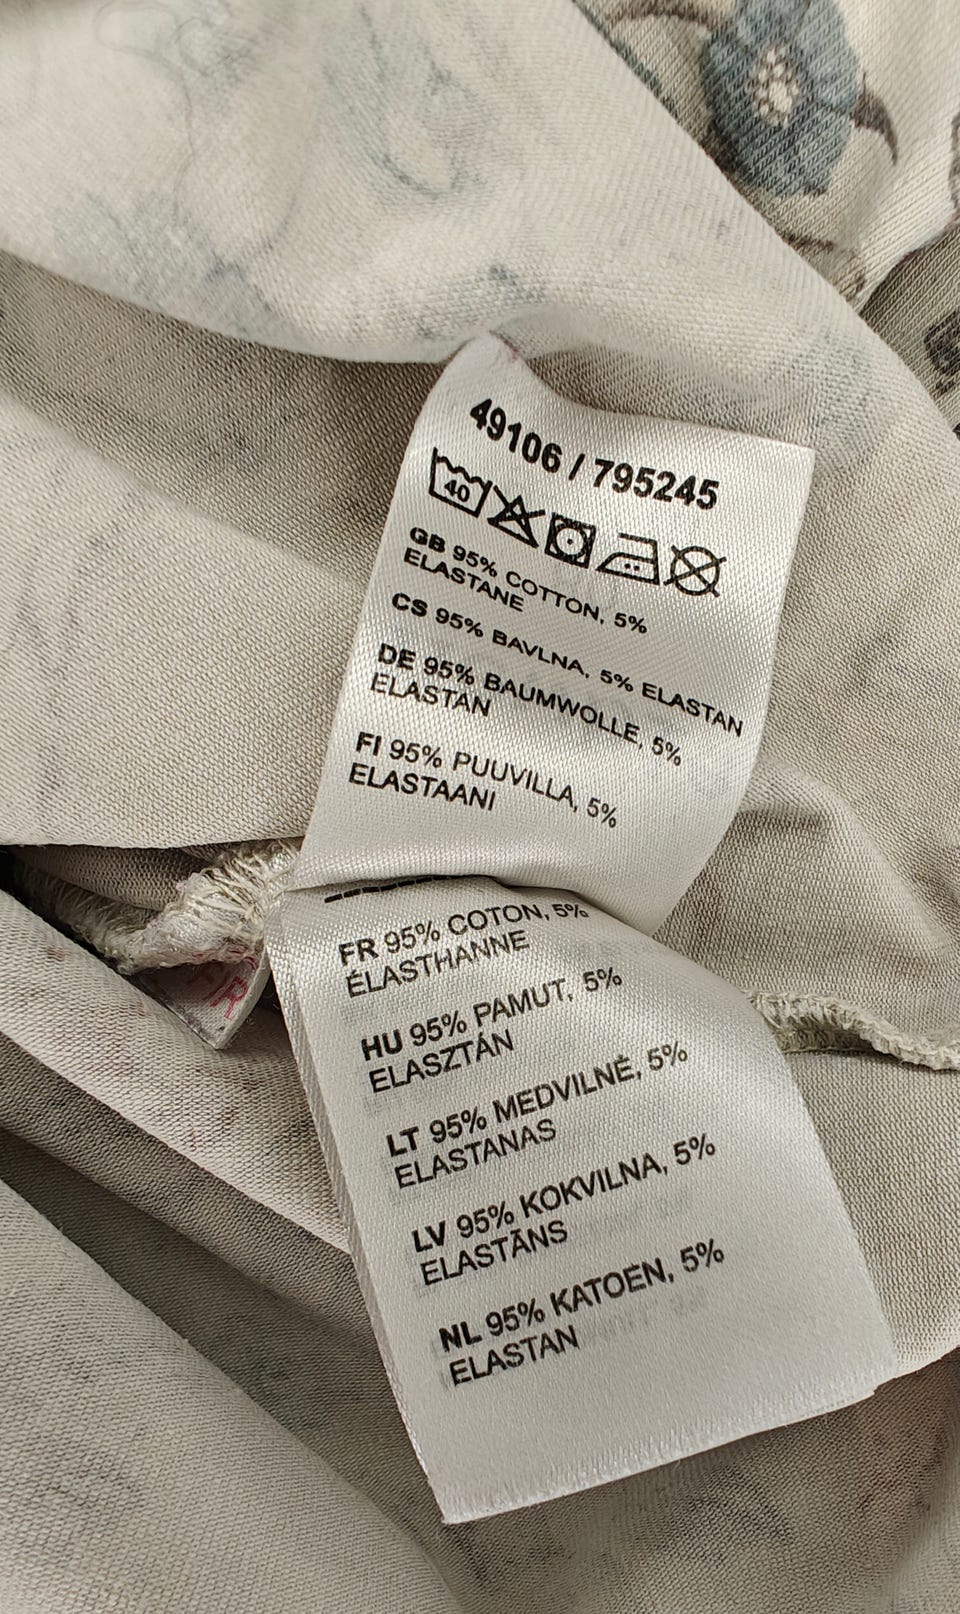 49106 / 795245
40
GB 95% COTTON, 5%
ELASTANE
CS 95% BAVLNA, 5% ELASTAN
DE 95% BAUMWOLLE, 5%
ELASTAN
FI 95% PUUVILLA, 5%
ELASTAANI
FR 95% COTON, 5%
ÉLASTHANNE
HU 95% PAMUT, 5%
ELASZTÁN
LT 95% MEDVILNĖ, 5%
ELASTANAS
LV 95% KOKVILNA, 5%
ELASTĀNS
NL 95% KATOEN, 5%
ELASTAN